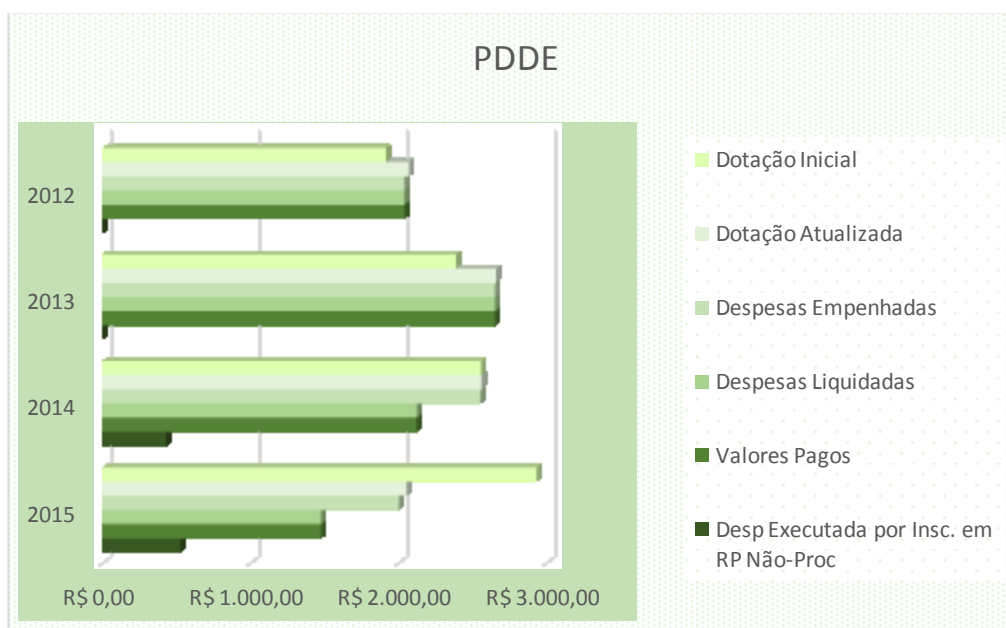 PDDE
2012
2013
2014
2015
R$ 0,00
R$ 1.000,00
R$ 2.000,00
R$ 3.000,00
Dotação Inicial
Dotação Atualizada
Despesas Empenhadas
Despesas Liquidadas
Valores Pagos
Desp Executada por Insc. em
RP Não-Proc